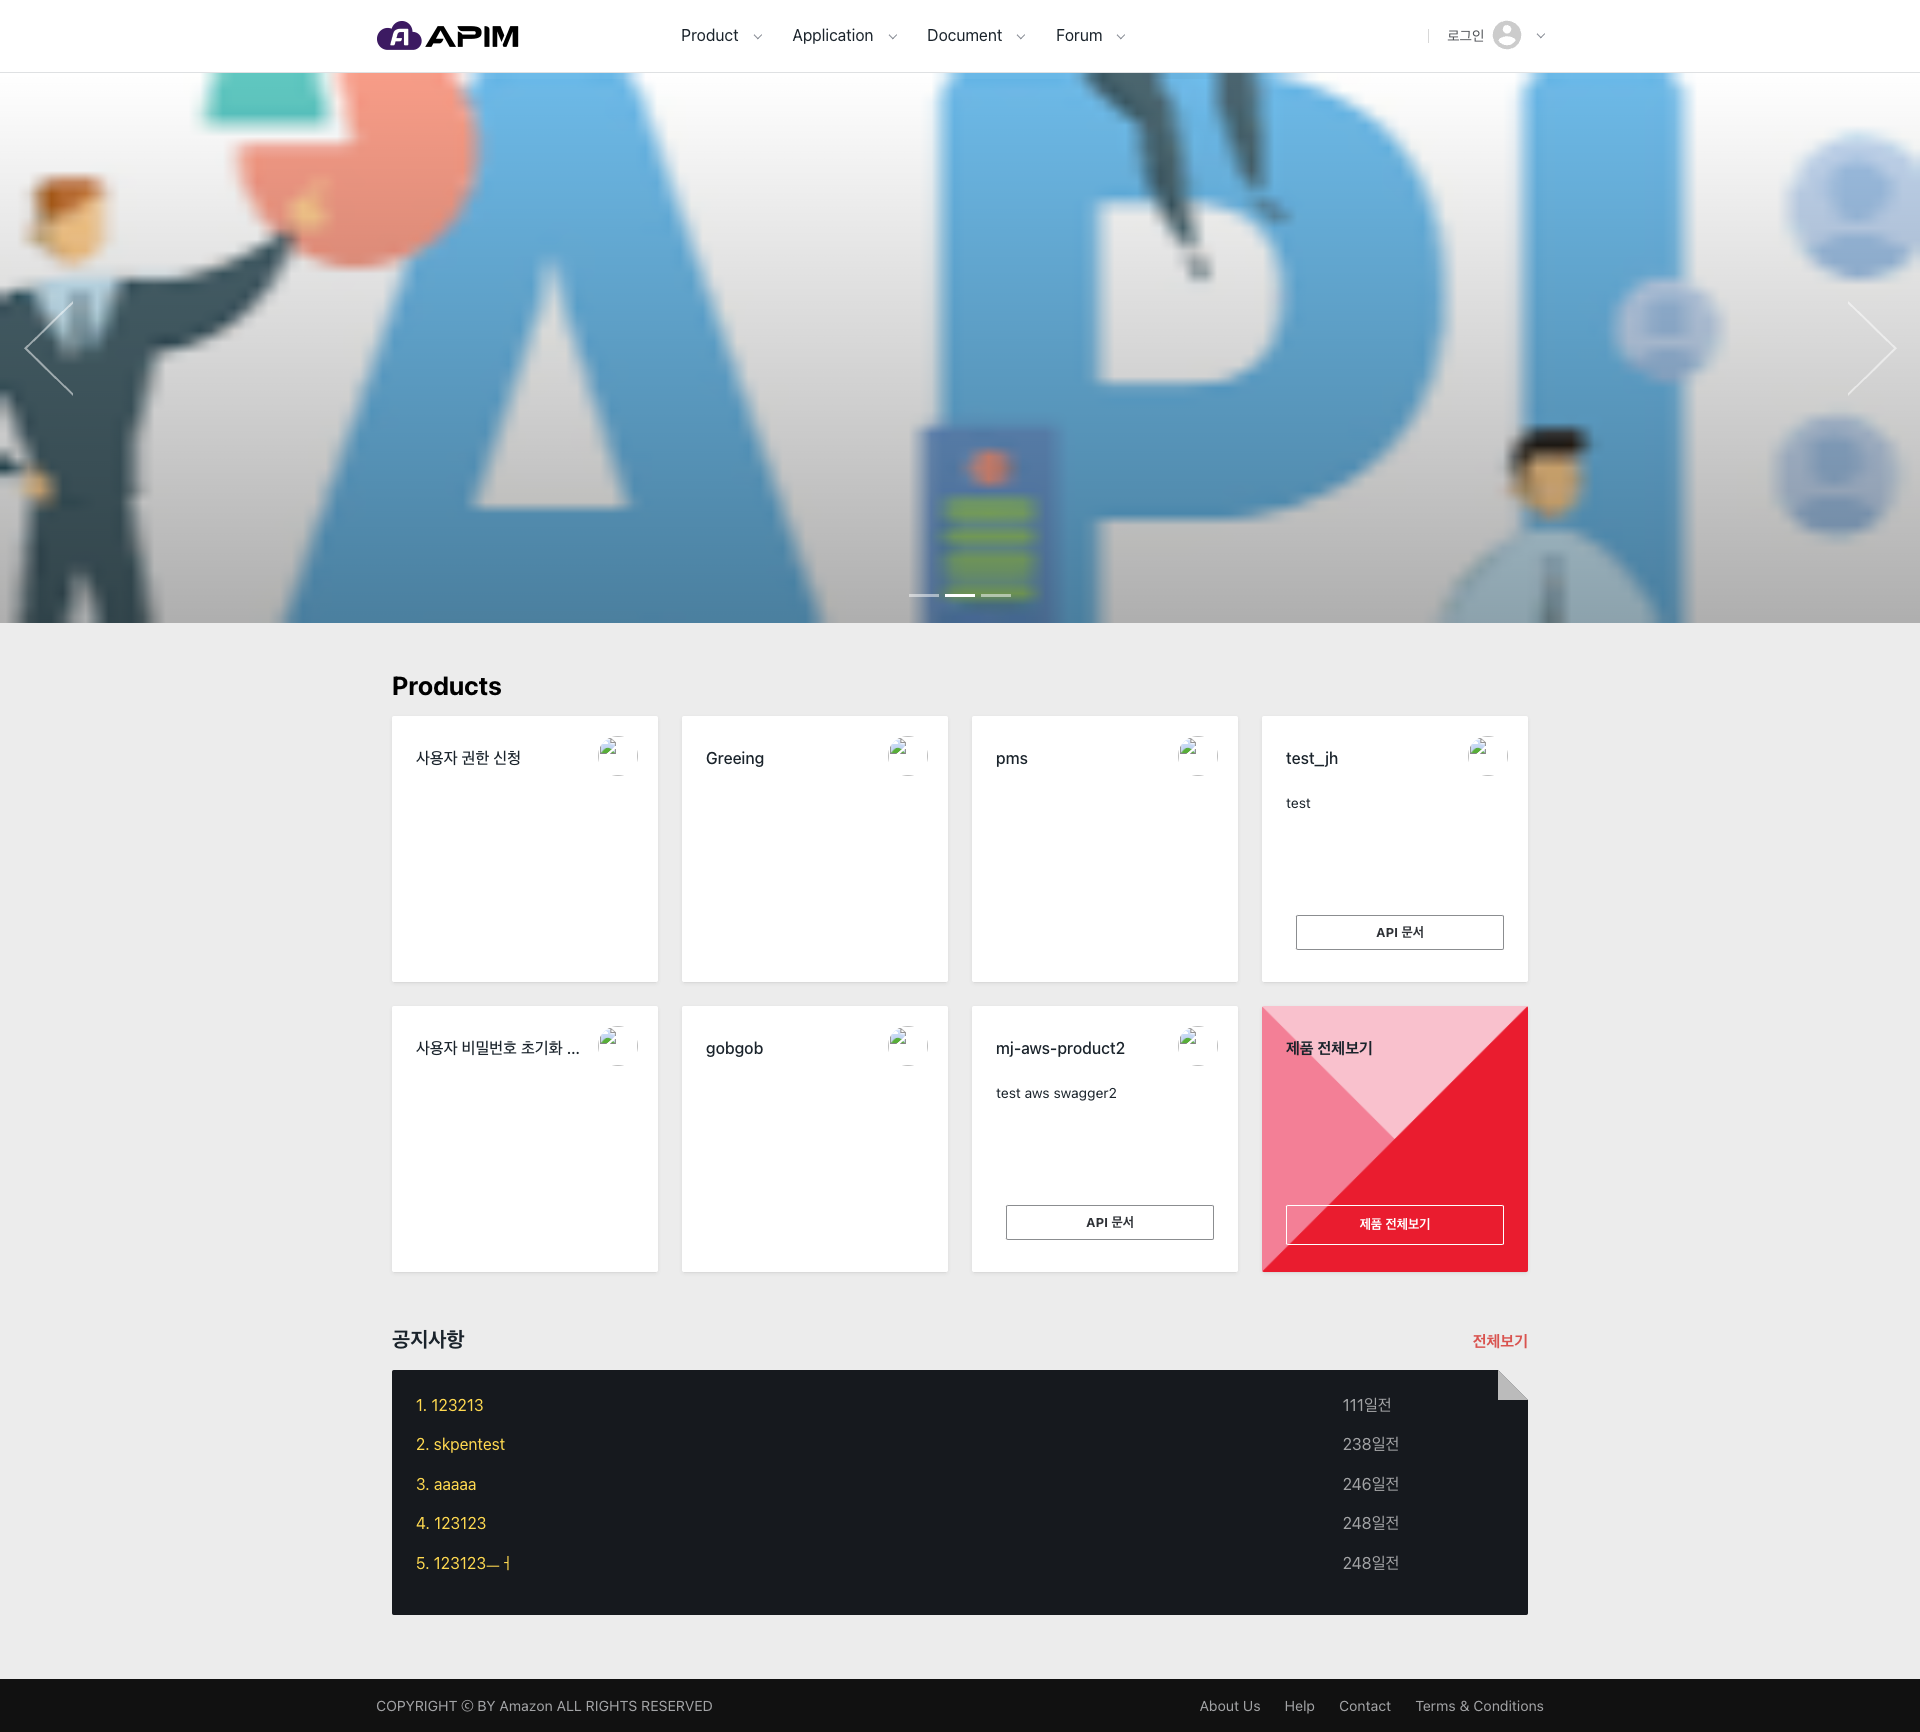 APIM
Product
Application
Document
Forum
로그인
API
Products
사용자 권한 신청
Greeing
pms
test_jh
test
API 문서
사용자 비밀번호 초기화 ...
gobgob
mj-aws-product2
test aws swagger2
API 문서
제품 전체보기
제품 전체보기
공지사항
전체보기
1. 123213
111일전
2. skpentest
238일전
3. aaaaa
246일전
4. 123123
248일전
5. 123123ㅡㅓ
248일전
COPYRIGHT ⓒ BY Amazon ALL RIGHTS RESERVED
About Us
Help
Contact
Terms & Conditions